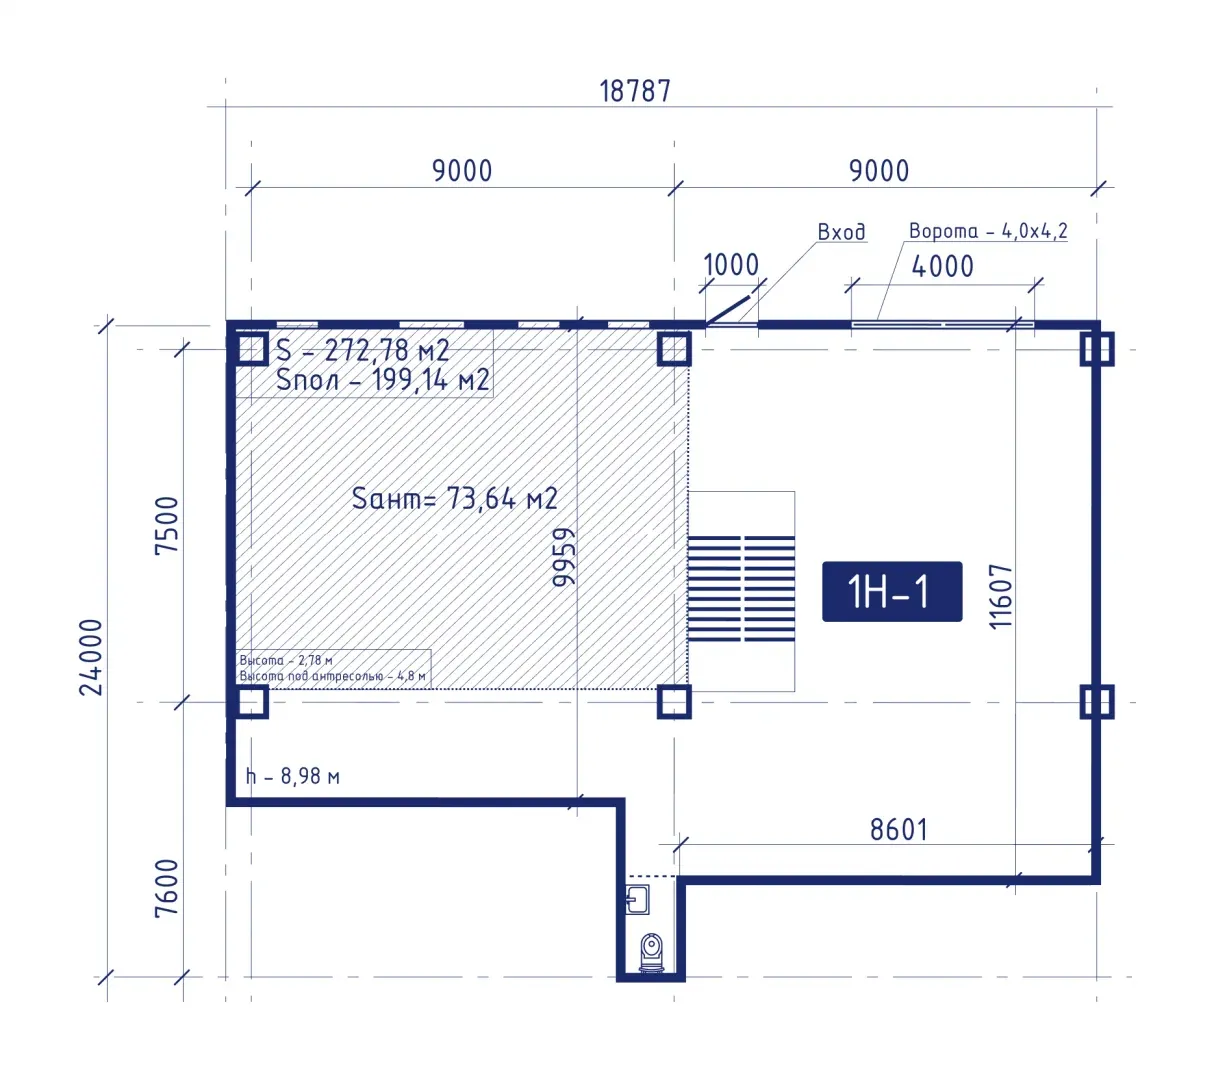 18787
9000
9000
Вход
Ворота - 4,0х4,2
1000
4000
S - 272,78 м2
Sпол - 199,14 м2
Sант= 73,64 м2
7500
9959
1Н-1
11607
24000
Высота - 2,78 м
Высота под антресолью - 4,8 м
h - 8,98 м
8601
7600